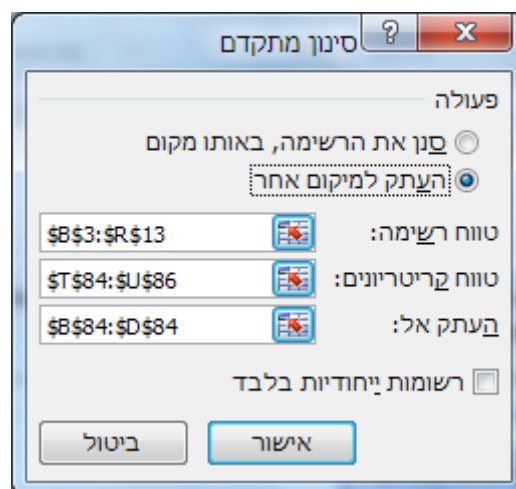 סינון מתקדם
פעולה
סנן את הרשימה, באותו מקום
העתק למיקום אחר
טווח רשימה: $B$3:$R$13
טווח קריטריונים: $T$84:$U$86
העתק אל: $B$84:$D$84
רשומות ייחודיות בלבד
אישור ביטול